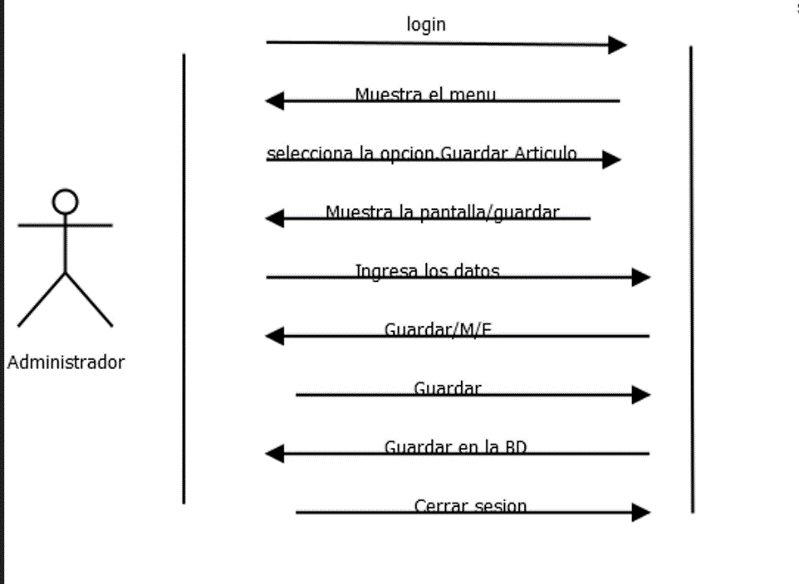 login
Muestra el menu
selecciona la opcion.Guardar Articulo
Muestra la pantalla/guardar
Ingresa los datos
Guardar/M/E
Guardar
Administrador
Guardar en la BD
Cerrar sesion